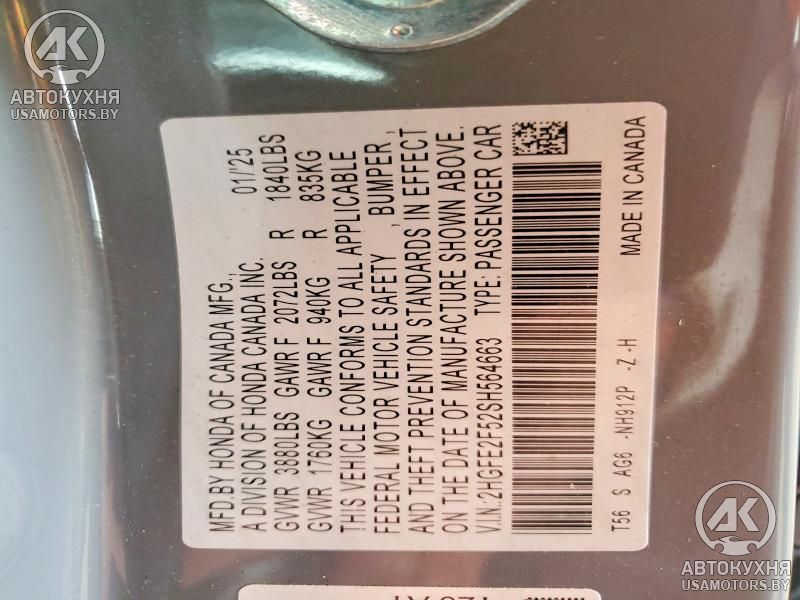 AK
АВТОКУХНЯ
USAMOTORS.BY
MFD.BY HONDA OF CANADA MFG.,
A DIVISION OF HONDA CANADA INC. 01/'25
GVWR 3880LBS GAWR F 2072LBS R 1840LBS
GVWR 1760KG GAWR F 940KG R 835KG
THIS VEHICLE CONFORMS TO ALL APPLICABLE
FEDERAL MOTOR VEHICLE SAFETY , BUMPER ,
AND THEFT PREVENTION STANDARDS IN EFFECT
ON THE DATE OF MANUFACTURE SHOWN ABOVE.
V.I.N.:2HGFE2F52SH564663 TYPE: PASSENGER CAR
T56 S AG6 -NH912P -Z -H MADE IN CANADA
AK
АВТОКУХНЯ
USAMOTORS.BY